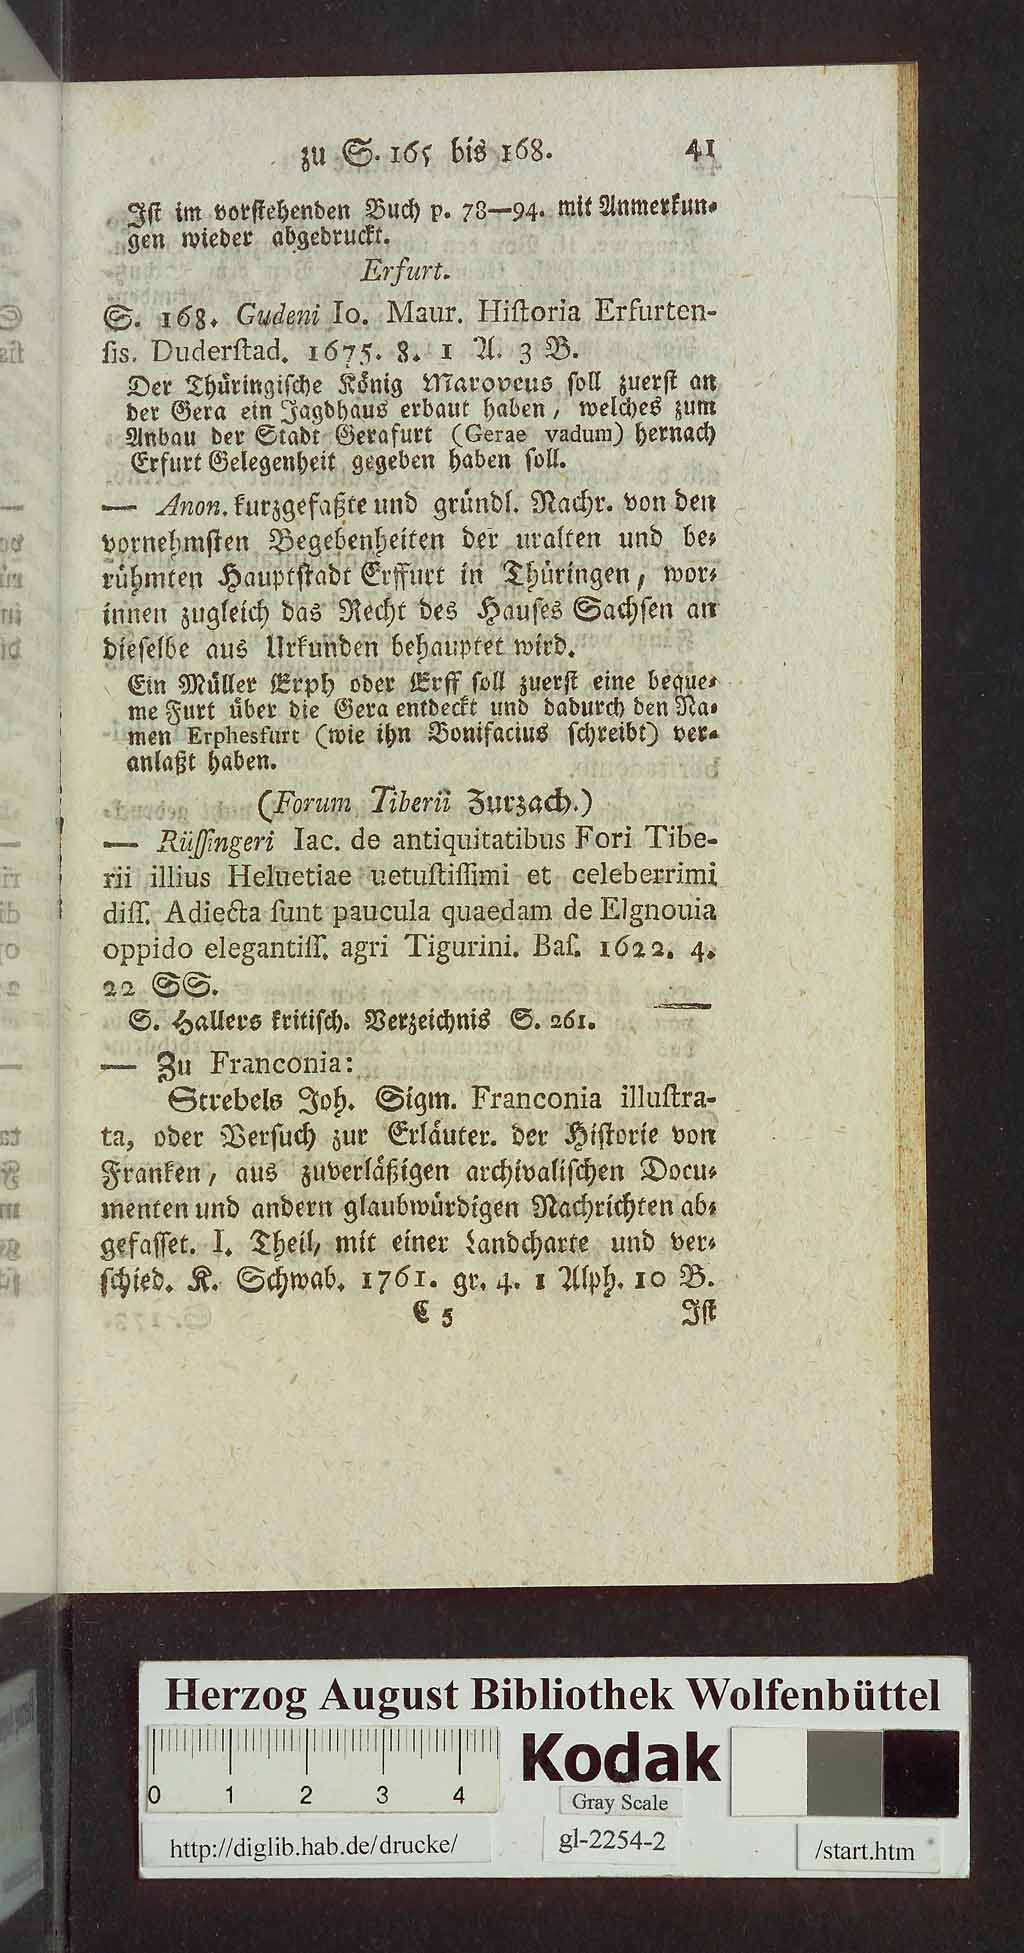 zu S. 165 bis 168. 41
Ist im vorstehenden Buch p. 78—94. mit Anmerkun-
gen wieder abgedruckt.
Erfurt.
S. 168. Gudeni Io. Maur. Hiſtoria Erfurten-
ſis. Duderſtad. 1675. 8. 1 A. 3 B.
Der Thüringische König Maroveus soll zuerst an
der Gera ein Jagdhaus erbaut haben, welches zum
Anbau der Stadt Gerafurt (Gerae vadum) hernach
Erfurt Gelegenheit gegeben haben soll.
— Anon. kurzgefaßte und gründl. Nachr. von den
vornehmsten Begebenheiten der uralten und be-
rühmten Hauptstadt Erffurt in Thüringen, wor-
innen zugleich das Recht des Hauses Sachsen an
dieselbe aus Urkunden behauptet wird.
Ein Müller Erph oder Erff soll zuerst eine beque-
me Furt über die Gera entdeckt und dadurch den Na-
men Erphesfurt (wie ihn Bonifacius schreibt) ver-
anlaßt haben.
(Forum Tiberii Zurzach.)
— Rüſſingeri Iac. de antiquitatibus Fori Tibe-
rii illius Heluetiae uetuſtiſſimi et celeberrimi
diſſ. Adiecta ſunt paucula quaedam de Elgnouia
oppido elegantiſſ. agri Tigurini. Baſ. 1622. 4.
22 SS.
S. Hallers kritisch. Verzeichnis S. 261.
— Zu Franconia:
Strebels Joh. Sigm. Franconia illuſtra-
ta, oder Versuch zur Erläuter. der Historie von
Franken, aus zuverläßigen archivalischen Docu-
menten und andern glaubwürdigen Nachrichten ab-
gefasset. I. Theil, mit einer Landcharte und ver-
schied. K. Schwab. 1761. gr. 4. 1 Alph. 10 B.
C 5 Ist
Herzog August Bibliothek Wolfenbüttel
0 1 2 3 4
Kodak
Gray Scale
http://diglib.hab.de/drucke/
gl-2254-2
/start.htm